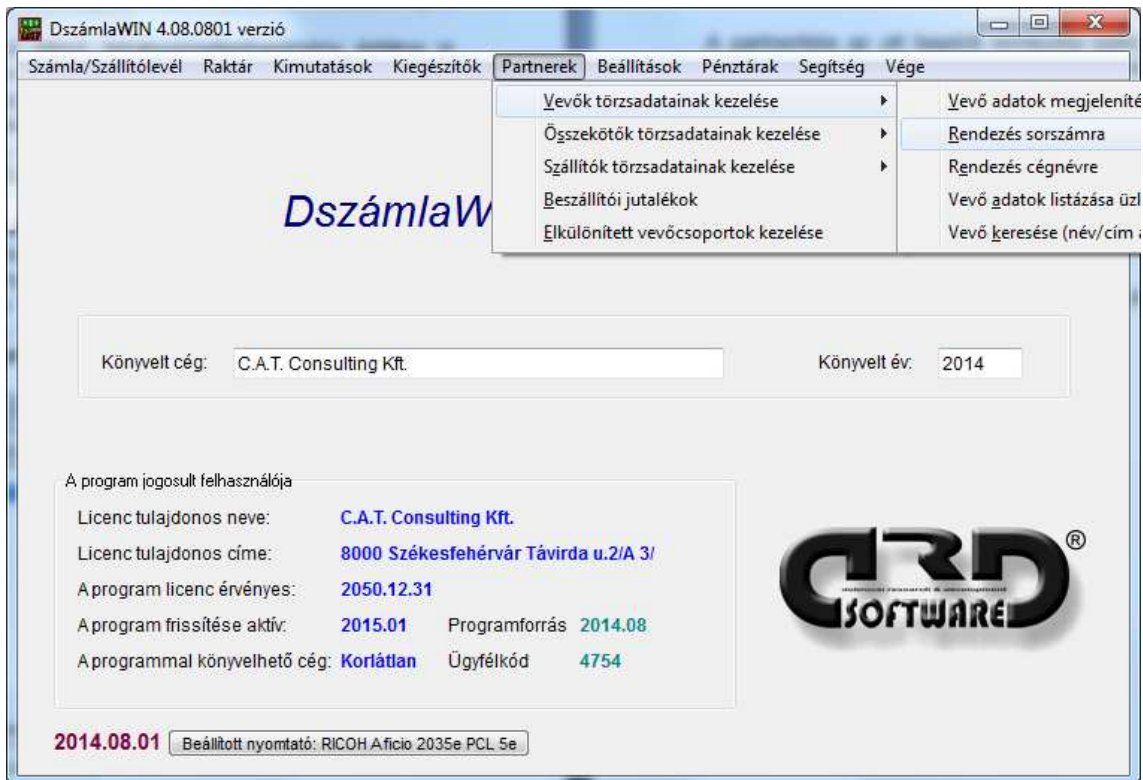 DszámlaWIN 4.08.0801 verzió
Számla/Szállítólevél Raktár Kimutatások Kiegészítők Partnerek Beállítások Pénztárak Segítség Vége
Vevők törzsadatainak kezelése
Összekötők törzsadatainak kezelése
Szállítók törzsadatainak kezelése
Beszállítói jutalékok
Elkülönített vevőcsoportok kezelése
Vevő adatok megjeleníté
Rendezés sorszámra
Rendezés cégnévre
Vevő adatok listázása üzl
Vevő keresése (név/cím a
DszámlaW
Könyvelt cég: C.A.T. Consulting Kft. Könyvelt év: 2014
A program jogosult felhasználója
Licenc tulajdonos neve: C.A.T. Consulting Kft.
Licenc tulajdonos címe: 8000 Székesfehérvár Távirda u.2/A 3/
A program licenc érvényes: 2050.12.31
A program frissítése aktív: 2015.01 Programforrás 2014.08
A programmal könyvelhető cég: Korlátlan Ügyfélkód 4754
DRD ®
SOFTWARE
2014.08.01 Beállított nyomtató: RICOH Aficio 2035e PCL 5e